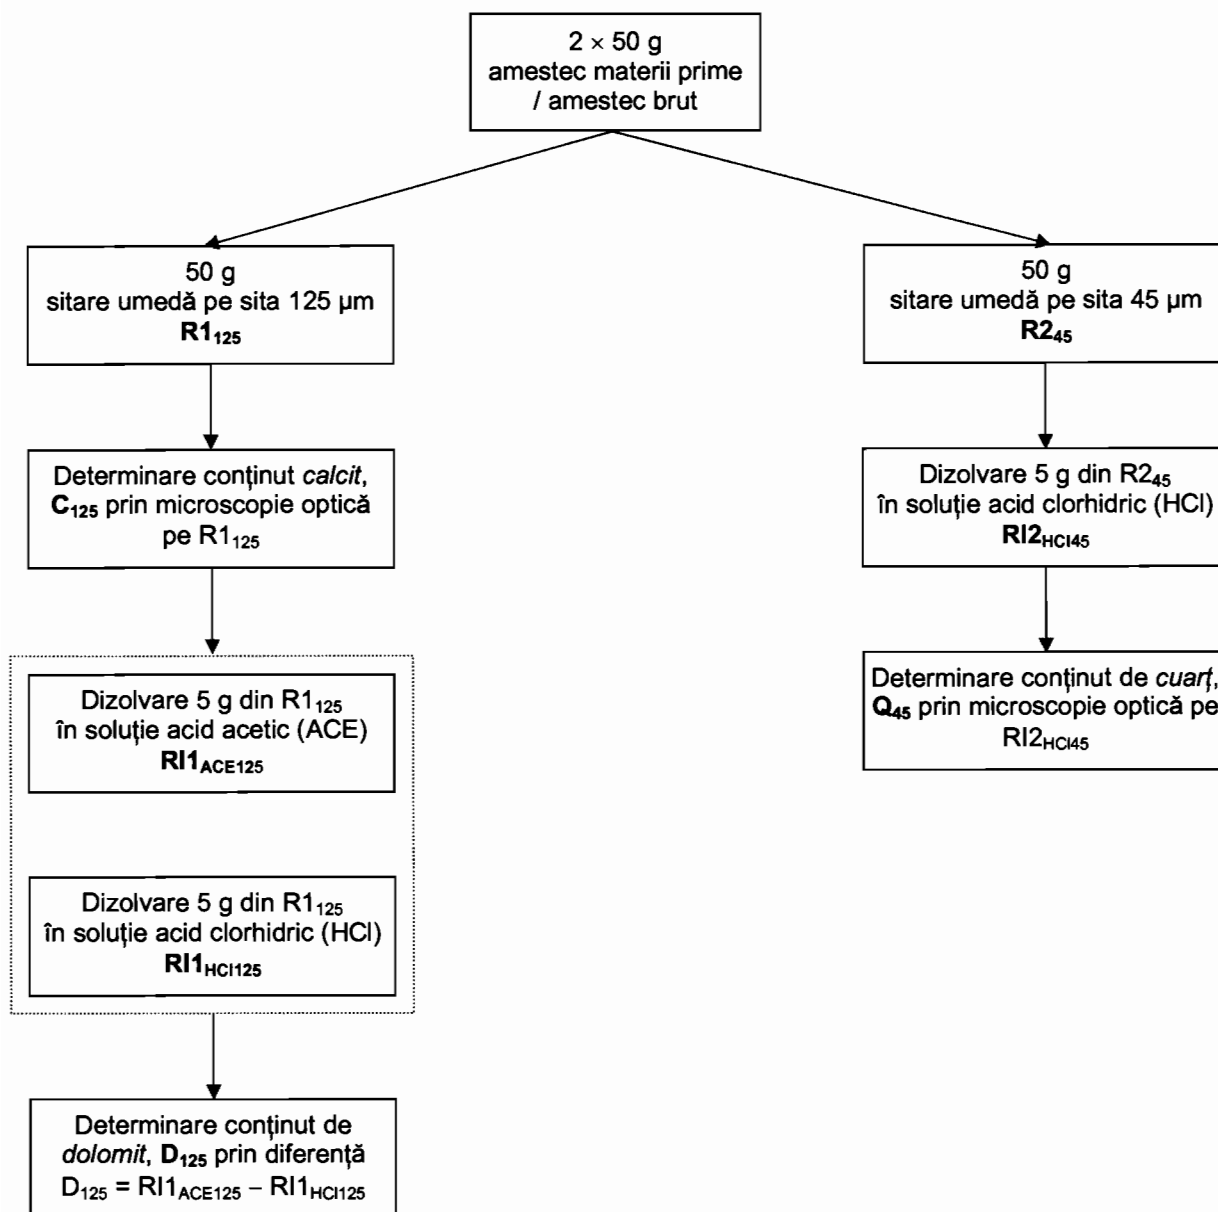 2 × 50 g
amestec materii prime
/ amestec brut
50 g
sitare umedă pe sita 125 µm
R1₁₂₅
50 g
sitare umedă pe sita 45 µm
R2₄₅
Determinare conținut calcit,
C₁₂₅ prin microscopie optică
pe R1₁₂₅
Dizolvare 5 g din R2₄₅
în soluție acid clorhidric (HCl)
RI2HCl45
Dizolvare 5 g din R1₁₂₅
în soluție acid acetic (ACE)
RI1ACE125
Determinare conținut de cuarț,
Q₄₅ prin microscopie optică pe
RI2HCl45
Dizolvare 5 g din R1₁₂₅
în soluție acid clorhidric (HCl)
RI1HCl125
Determinare conținut de
dolomit, D₁₂₅ prin diferență
D₁₂₅ = RI1ACE125 – RI1HCl125